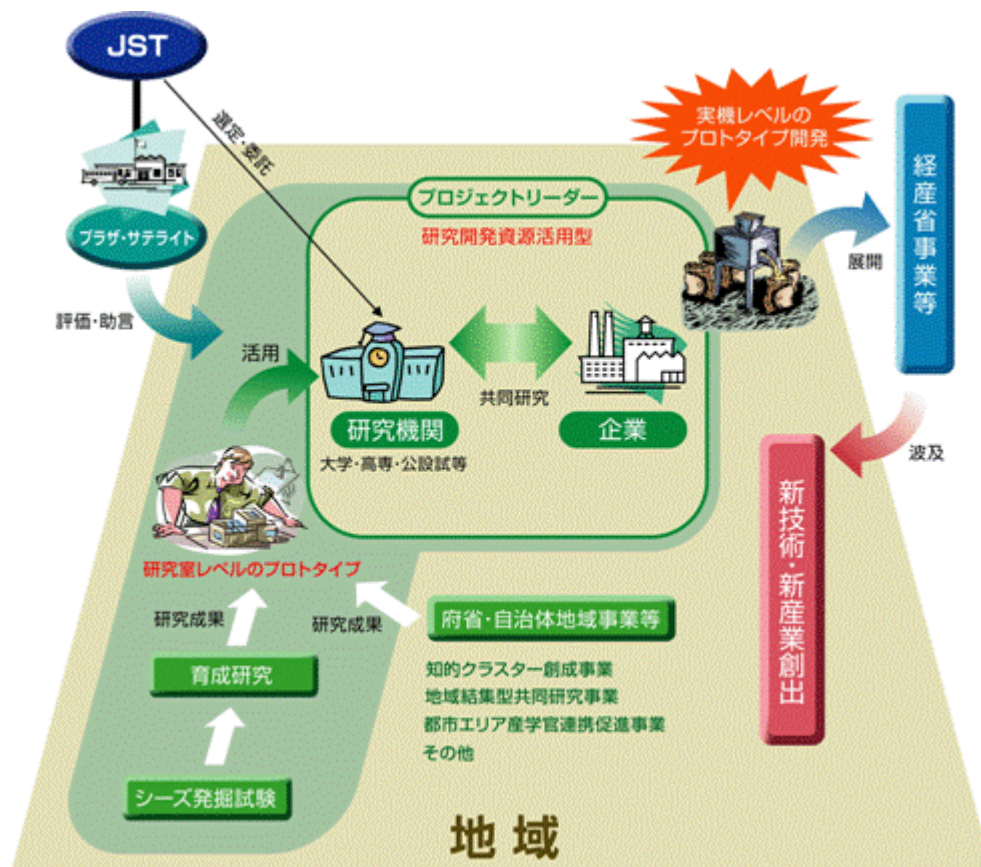 JST
選定・委託
実機レベルの
プロトタイプ開発
プラザ・サテライト
プロジェクトリーダー
研究開発資源活用型
経産省事業等
展開
評価・助言
活用
共同研究
研究機関
企業
大学・高専・公設試等
波及
新技術・新産業創出
研究室レベルのプロトタイプ
研究成果
研究成果
府省・自治体地域事業等
育成研究
知的クラスター創成事業
地域結集型共同研究事業
都市エリア産学官連携促進事業
その他
シーズ発掘試験
地域